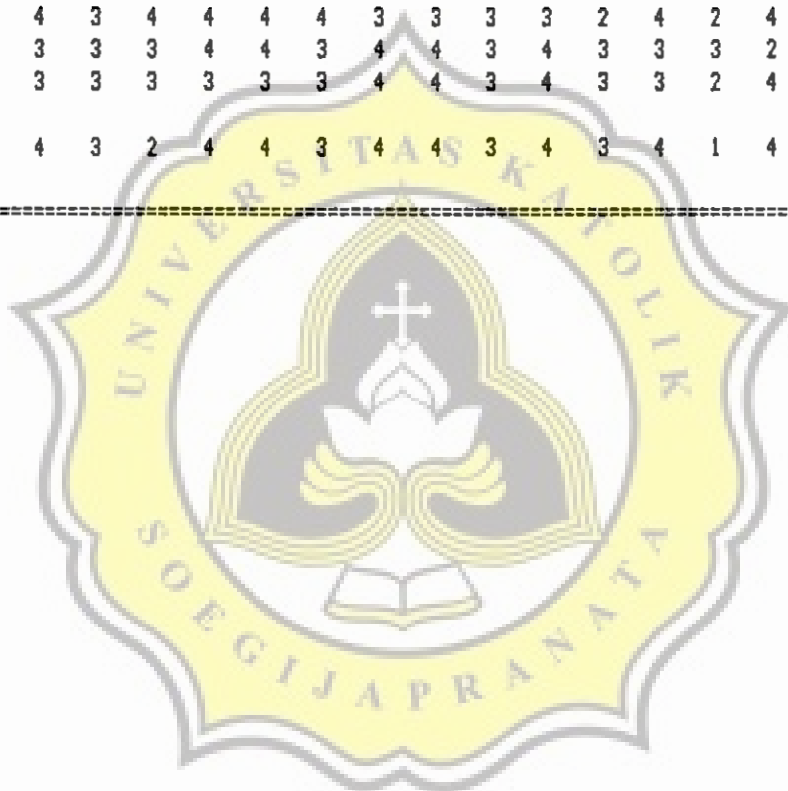 4 3 4 4 4 4 3 3 3 3 2 4 2 4
3 3 3 4 4 3 4 4 3 4 3 3 3 2
3 3 3 3 3 3 4 4 3 4 3 3 2 4
4 3 2 4 4 3 4 4 3 4 3 4 1 4
UNIVERSITAS KATOLIK
SOEGIJAPRANATA